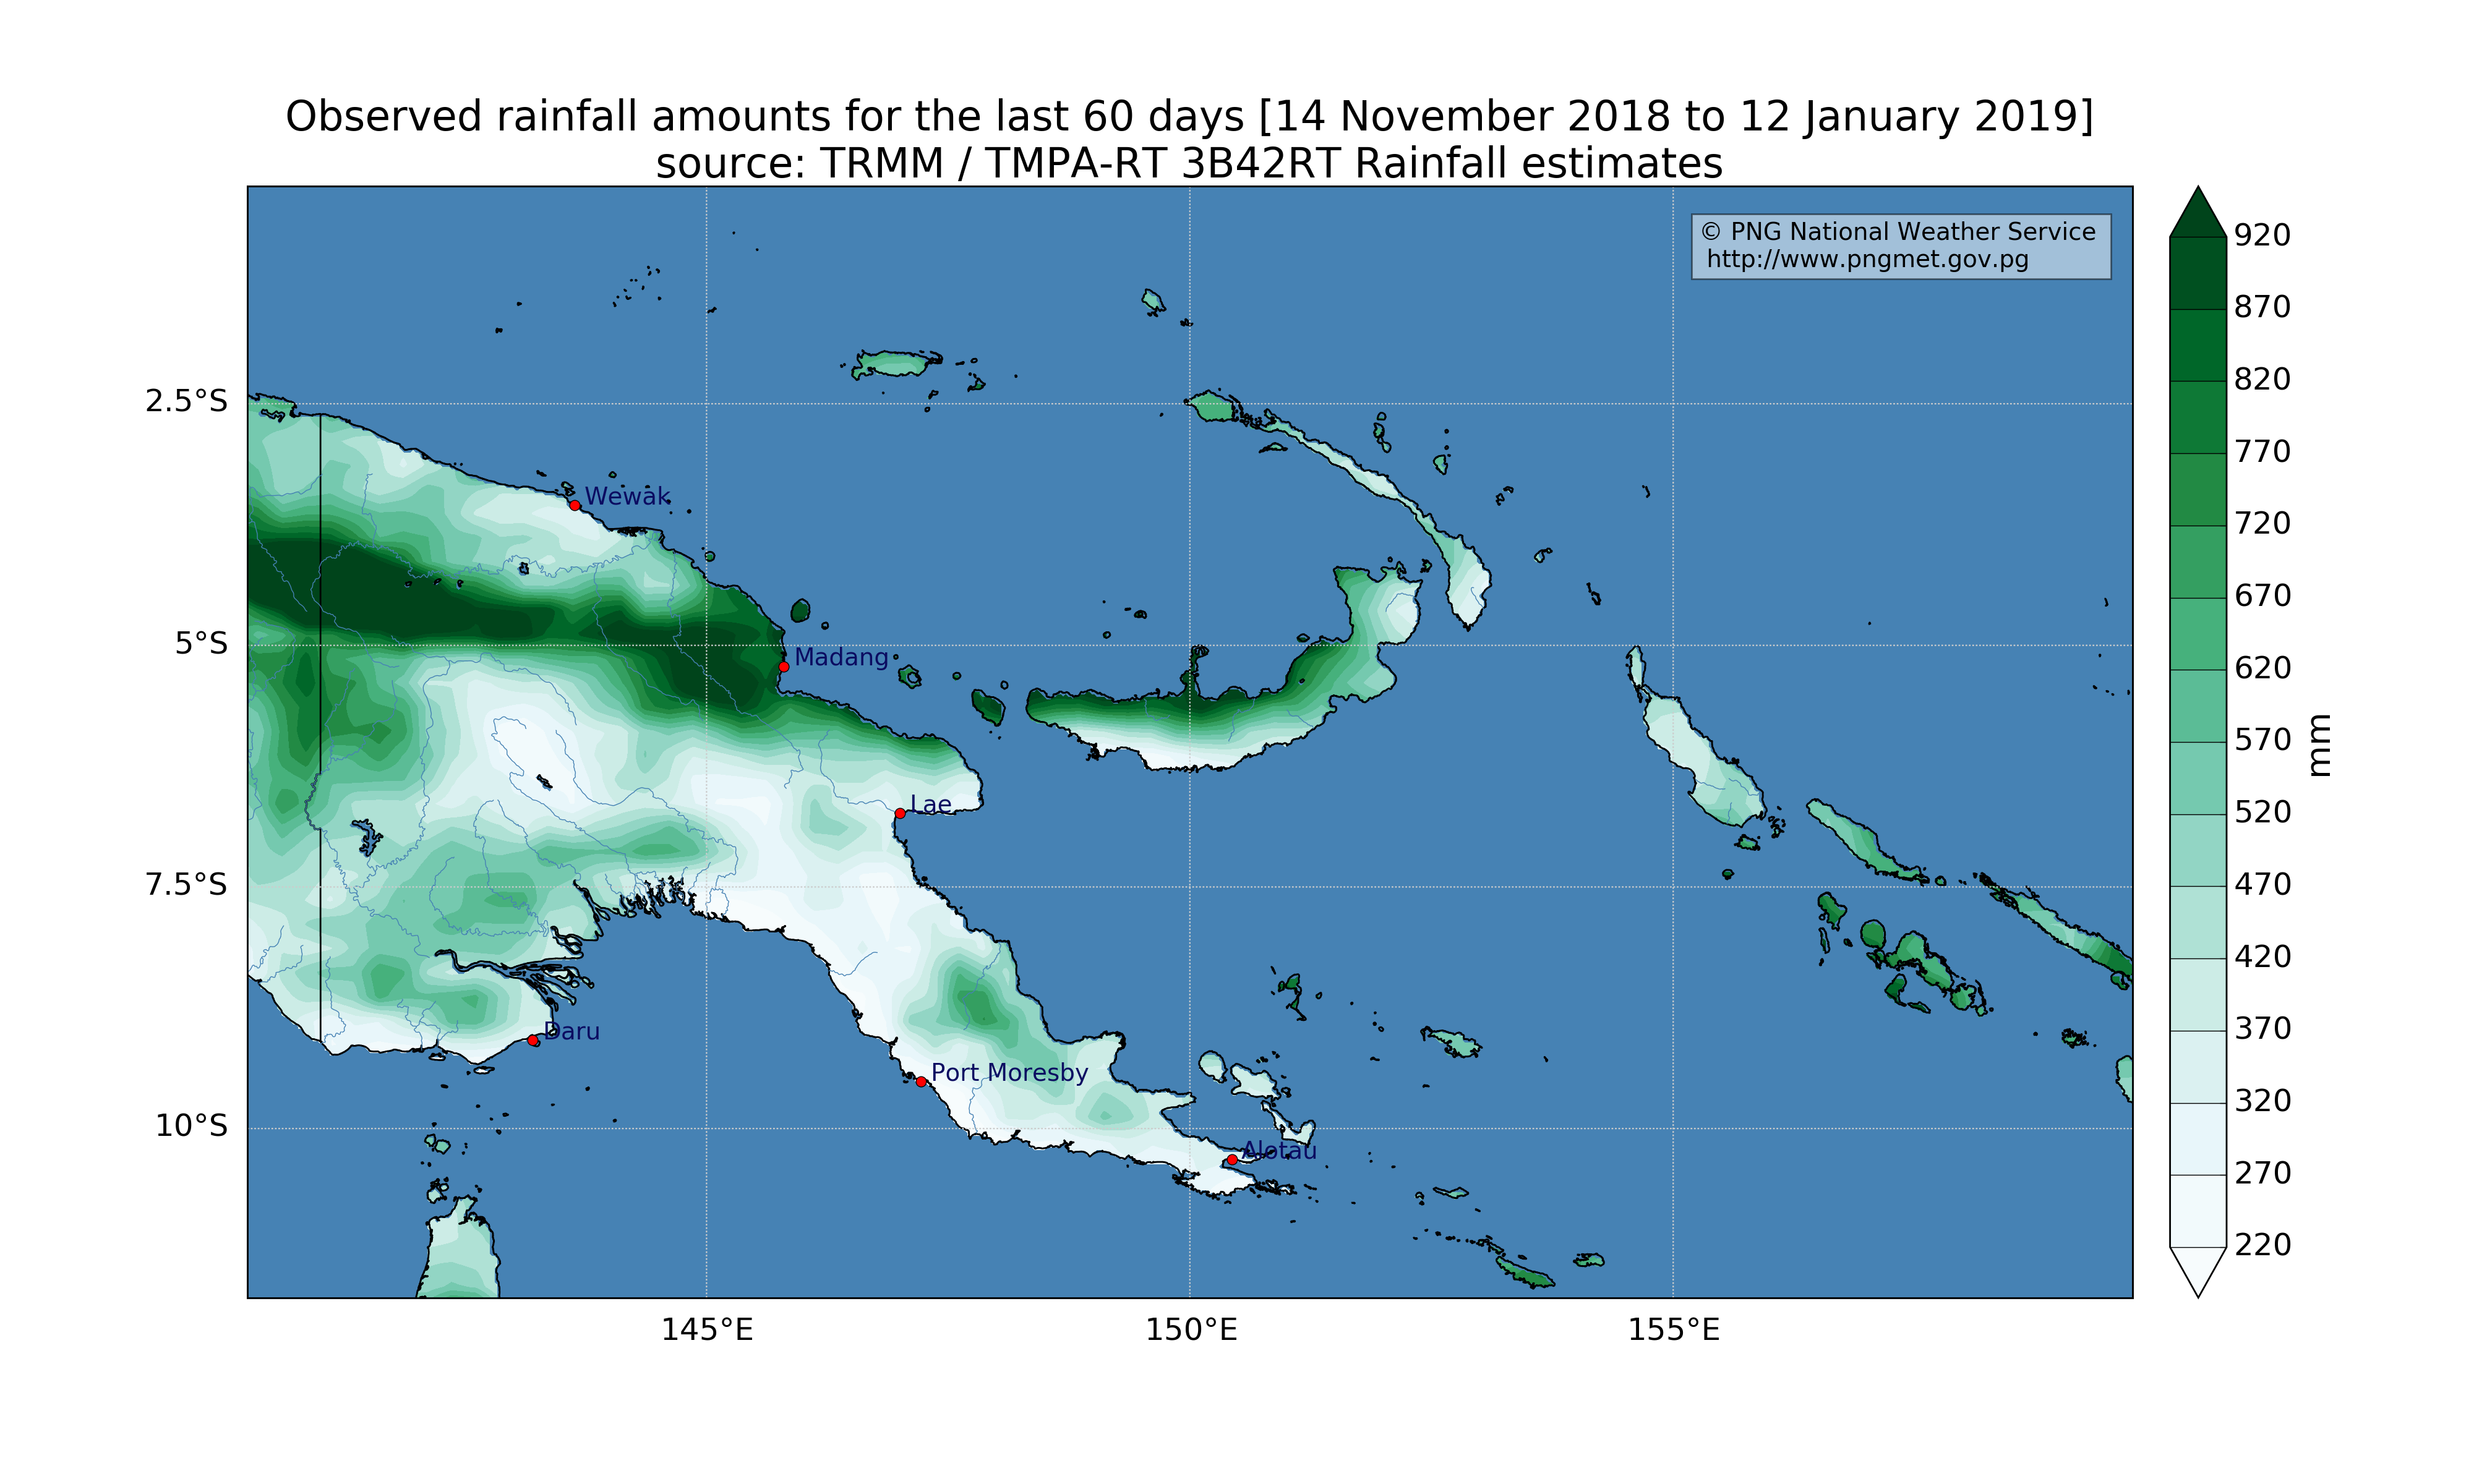 Observed rainfall amounts for the last 60 days [14 November 2018 to 12 January 2019]
source: TRMM / TMPA-RT 3B42RT Rainfall estimates
© PNG National Weather Service
http://www.pngmet.gov.pg
2.5°S
5°S
7.5°S
10°S
145°E
150°E
155°E
Wewak
Madang
Lae
Daru
Port Moresby
Alotau
920
870
820
770
720
670
620
570
520
470
420
370
320
270
220
mm